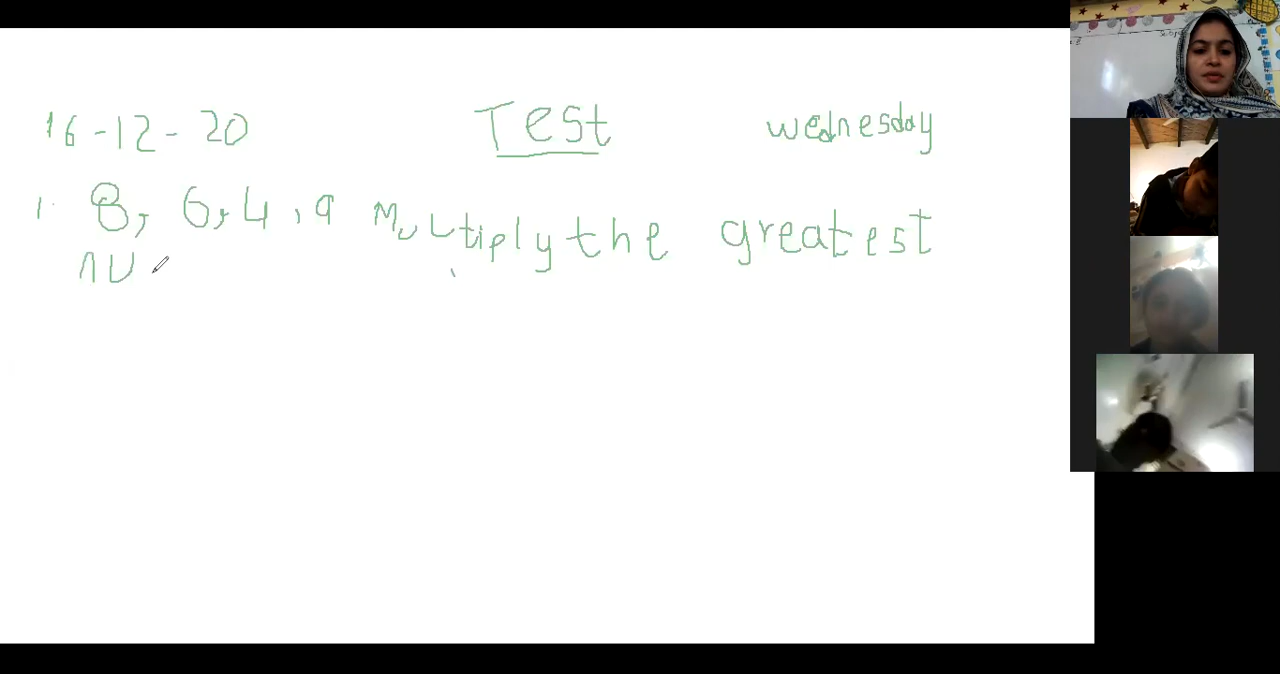 16-12-20 Test wednesday
1. 8, 6, 4, 9 Multiply the greatest
nu